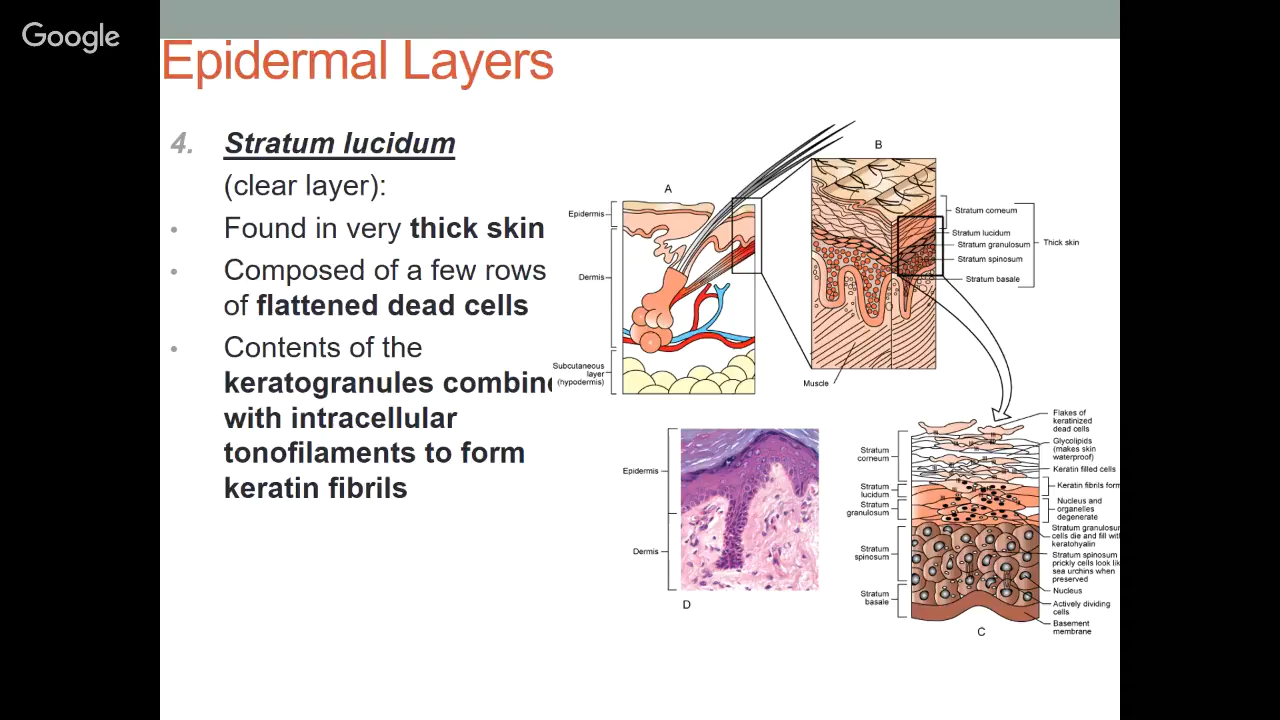 Google
Epidermal Layers
4. Stratum lucidum
(clear layer):
• Found in very thick skin
• Composed of a few rows
of flattened dead cells
• Contents of the
keratogranules combine
with intracellular
tonofilaments to form
keratin fibrils
A
Epidermis
Dermis
Subcutaneous
layer
(hypodermis)
B
Stratum corneum
Stratum lucidum
Stratum granulosum
Stratum spinosum
Stratum basale
Thick skin
Muscle
Epidermis
Dermis
D
Stratum
corneum
Stratum
lucidum
Stratum
granulosum
Stratum
spinosum
Stratum
basale
Flakes of
keratinized
dead cells
Glycolipids
(makes skin
waterproof)
Keratin filled cells
Keratin fibrils form
Nucleus and
organelles
degenerate
Stratum granulosum
cells die and fill with
keratohyalin
Stratum spinosum
prickly cells look lik
sea urchins when
preserved
Nucleus
Actively dividing
cells
Basement
membrane
C